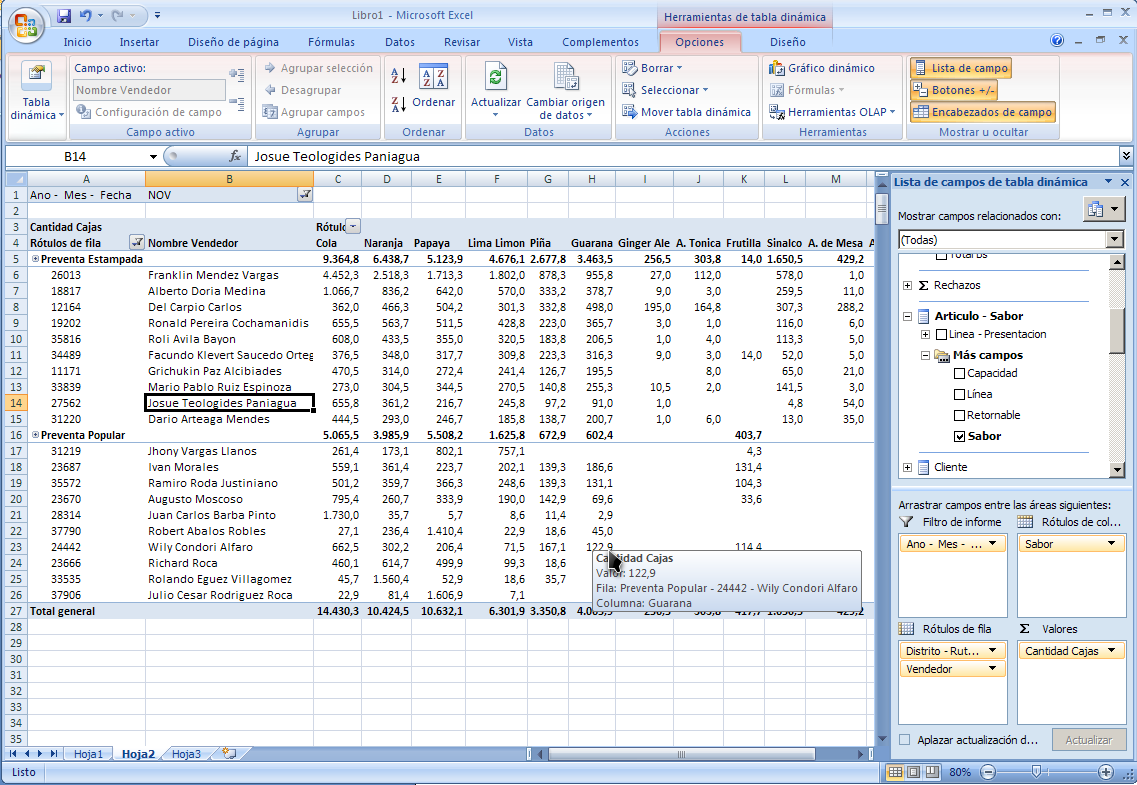 Libro1 - Microsoft Excel
Herramientas de tabla dinámica
Inicio Insertar Diseño de página Fórmulas Datos Revisar Vista Complementos Opciones Diseño
Tabla dinámica
Campo activo:
Nombre Vendedor
Configuración de campo
Campo activo
Agrupar selección
Desagrupar
Agrupar campos
Agrupar
Ordenar
Ordenar
Actualizar
Cambiar origen de datos
Datos
Borrar
Seleccionar
Mover tabla dinámica
Acciones
Gráfico dinámico
Fórmulas
Herramientas OLAP
Herramientas
Lista de campo
Botones +/-
Encabezados de campo
Mostrar u ocultar
B14 fx Josue Teologides Paniagua
A B C D E F G H I J K L M
1 Ano - Mes - Fecha NOV
2
3 Cantidad Cajas Rótulo
4 Rótulos de fila Nombre Vendedor Cola Naranja Papaya Lima Limon Piña Guarana Ginger Ale A. Tonica Frutilla Sinalco A. de Mesa A
5 Preventa Estampada 9.364,8 6.438,7 5.123,9 4.676,1 2.677,8 3.463,5 256,5 303,8 14,0 1.650,5 429,2
6 26013 Franklin Mendez Vargas 4.452,3 2.518,3 1.713,3 1.802,0 878,3 955,8 27,0 112,0 578,0 1,0
7 18817 Alberto Doria Medina 1.066,7 836,2 642,0 570,0 333,2 378,7 9,0 3,0 259,5 11,0
8 12164 Del Carpio Carlos 362,0 466,3 504,2 301,3 332,8 498,0 195,0 164,8 307,3 288,2
9 19202 Ronald Pereira Cochamanidis 655,5 563,7 511,5 428,8 223,0 365,7 3,0 1,0 116,0 6,0
10 35816 Roli Avila Bayon 608,0 433,5 355,0 320,5 183,8 206,5 1,0 4,0 113,3 5,0
11 34489 Facundo Klevert Saucedo Orteg 376,5 348,0 317,7 309,8 223,3 316,3 9,0 3,0 14,0 52,0 5,0
12 11171 Grichukin Paz Alcibiades 470,5 314,0 272,4 241,4 126,7 195,5 8,0 65,0 21,0
13 33839 Mario Pablo Ruiz Espinoza 273,0 304,5 344,5 270,5 140,8 255,3 10,5 2,0 141,5 3,0
14 27562 Josue Teologides Paniagua 655,8 361,2 216,7 245,8 97,2 91,0 1,0 4,8 54,0
15 31220 Dario Arteaga Mendes 444,5 293,0 246,7 185,8 138,7 200,7 1,0 6,0 13,0 35,0
16 Preventa Popular 5.065,5 3.985,9 5.508,2 1.625,8 672,9 602,4 403,7
17 31219 Jhony Vargas Llanos 261,4 173,1 802,1 757,1 4,3
18 23687 Ivan Morales 559,1 361,4 223,7 202,1 139,3 186,6 131,4
19 35572 Ramiro Roda Justiniano 501,2 359,7 366,3 248,6 139,3 131,1 104,3
20 23670 Augusto Moscoso 795,4 260,7 333,9 190,0 142,9 69,6 33,6
21 28314 Juan Carlos Barba Pinto 1.730,0 35,7 5,7 8,6 11,4 2,9
22 37790 Robert Abalos Robles 27,1 236,4 1.410,4 22,9 18,6 45,0
23 24442 Wily Condori Alfaro 662,5 302,2 206,4 71,5 167,1 122,9 114,4
24 23666 Richard Roca 460,1 614,7 499,9 99,3 18,6
25 33535 Rolando Eguez Villagomez 45,7 1.560,4 52,9 18,6 35,7
26 37906 Julio Cesar Rodriguez Roca 22,9 81,4 1.606,9 7,1
27 Total general 14.430,3 10.424,5 10.632,1 6.301,9 3.350,8
28
29
30
31
32
33
34
35
Cantidad Cajas
Valor: 122,9
Fila: Preventa Popular - 24442 - Wily Condori Alfaro
Columna: Guarana
Hoja1 Hoja2 Hoja3
Listo
80%
Lista de campos de tabla dinámica
Mostrar campos relacionados con:
(Todas)
Rechazos
Articulo - Sabor
Linea - Presentacion
Más campos
Capacidad
Línea
Retornable
Sabor
Cliente
Arrastrar campos entre las áreas siguientes:
Filtro de informe Rótulos de col...
Ano - Mes - ... Sabor
Rótulos de fila Σ Valores
Distrito - Rut... Cantidad Cajas
Vendedor
Aplazar actualización d... Actualizar